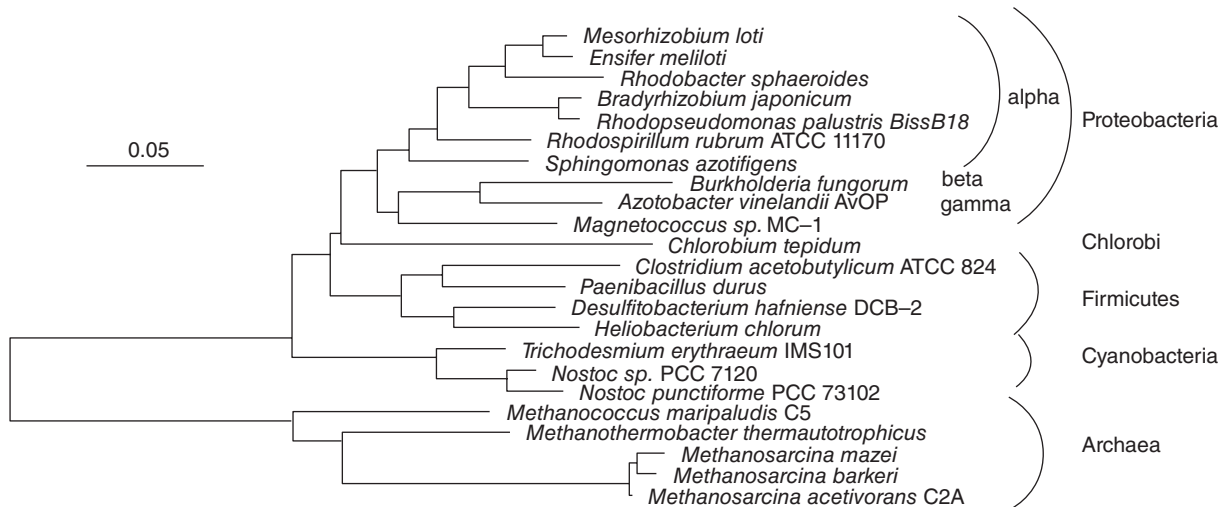 Mesorhizobium loti
Ensifer meliloti
Rhodobacter sphaeroides
Bradyrhizobium japonicum
alpha
Rhodopseudomonas palustris BissB18
Proteobacteria
Rhodospirillum rubrum ATCC 11170
0.05
Sphingomonas azotifigens
beta
Burkholderia fungorum
Azotobacter vinelandii AvOP
gamma
Magnetococcus sp. MC–1
Chlorobium tepidum
Chlorobi
Clostridium acetobutylicum ATCC 824
Paenibacillus durus
Firmicutes
Desulfitobacterium hafniense DCB–2
Heliobacterium chlorum
Trichodesmium erythraeum IMS101
Cyanobacteria
Nostoc sp. PCC 7120
Nostoc punctiforme PCC 73102
Methanococcus maripaludis C5
Methanothermobacter thermautotrophicus
Archaea
Methanosarcina mazei
Methanosarcina barkeri
Methanosarcina acetivorans C2A